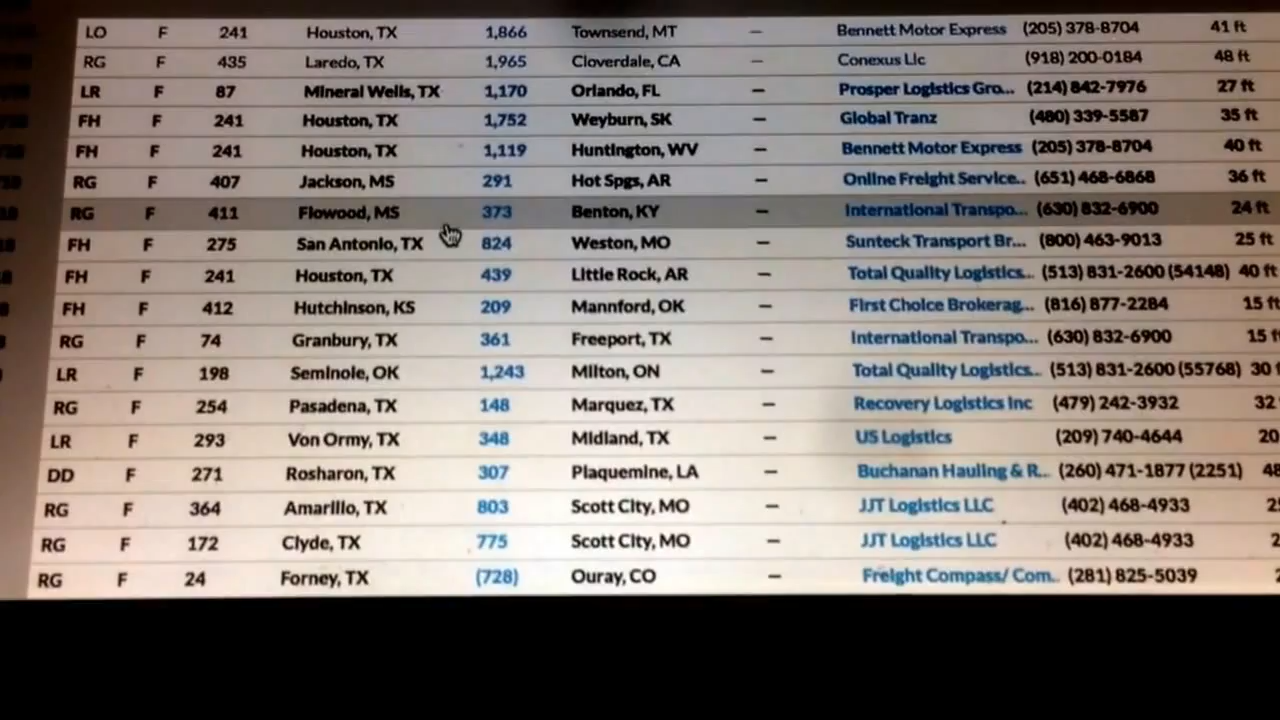 LO F 241 Houston, TX 1,866 Townsend, MT — Bennett Motor Express (205) 378-8704 41 ft
RG F 435 Laredo, TX 1,965 Cloverdale, CA — Conexus Llc (918) 200-0184 48 ft
LR F 87 Mineral Wells, TX 1,170 Orlando, FL — Prosper Logistics Gro... (214) 842-7976 27 ft
FH F 241 Houston, TX 1,752 Weyburn, SK — Global Tranz (480) 339-5587 35 ft
FH F 241 Houston, TX 1,119 Huntington, WV — Bennett Motor Express (205) 378-8704 40 ft
RG F 407 Jackson, MS 291 Hot Spgs, AR — Online Freight Service... (651) 468-6868 36 ft
RG F 411 Flowood, MS 373 Benton, KY — International Transpo... (630) 832-6900 24 ft
FH F 275 San Antonio, TX 824 Weston, MO — Sunteck Transport Br... (800) 463-9013 25 ft
FH F 241 Houston, TX 439 Little Rock, AR — Total Quality Logistics... (513) 831-2600 (54148) 40 ft
FH F 412 Hutchinson, KS 209 Mannford, OK — First Choice Brokerag... (816) 877-2284 15 ft
RG F 74 Granbury, TX 361 Freeport, TX — International Transpo... (630) 832-6900 15 ft
LR F 198 Seminole, OK 1,243 Milton, ON — Total Quality Logistics... (513) 831-2600 (55768) 30
RG F 254 Pasadena, TX 148 Marquez, TX — Recovery Logistics Inc (479) 242-3932 32
LR F 293 Von Ormy, TX 348 Midland, TX — US Logistics (209) 740-4644 20
DD F 271 Rosharon, TX 307 Plaquemine, LA — Buchanan Hauling & R... (260) 471-1877 (2251) 48
RG F 364 Amarillo, TX 803 Scott City, MO — JJT Logistics LLC (402) 468-4933
RG F 172 Clyde, TX 775 Scott City, MO — JJT Logistics LLC (402) 468-4933
RG F 24 Forney, TX (728) Ouray, CO — Freight Compass/ Com... (281) 825-5039